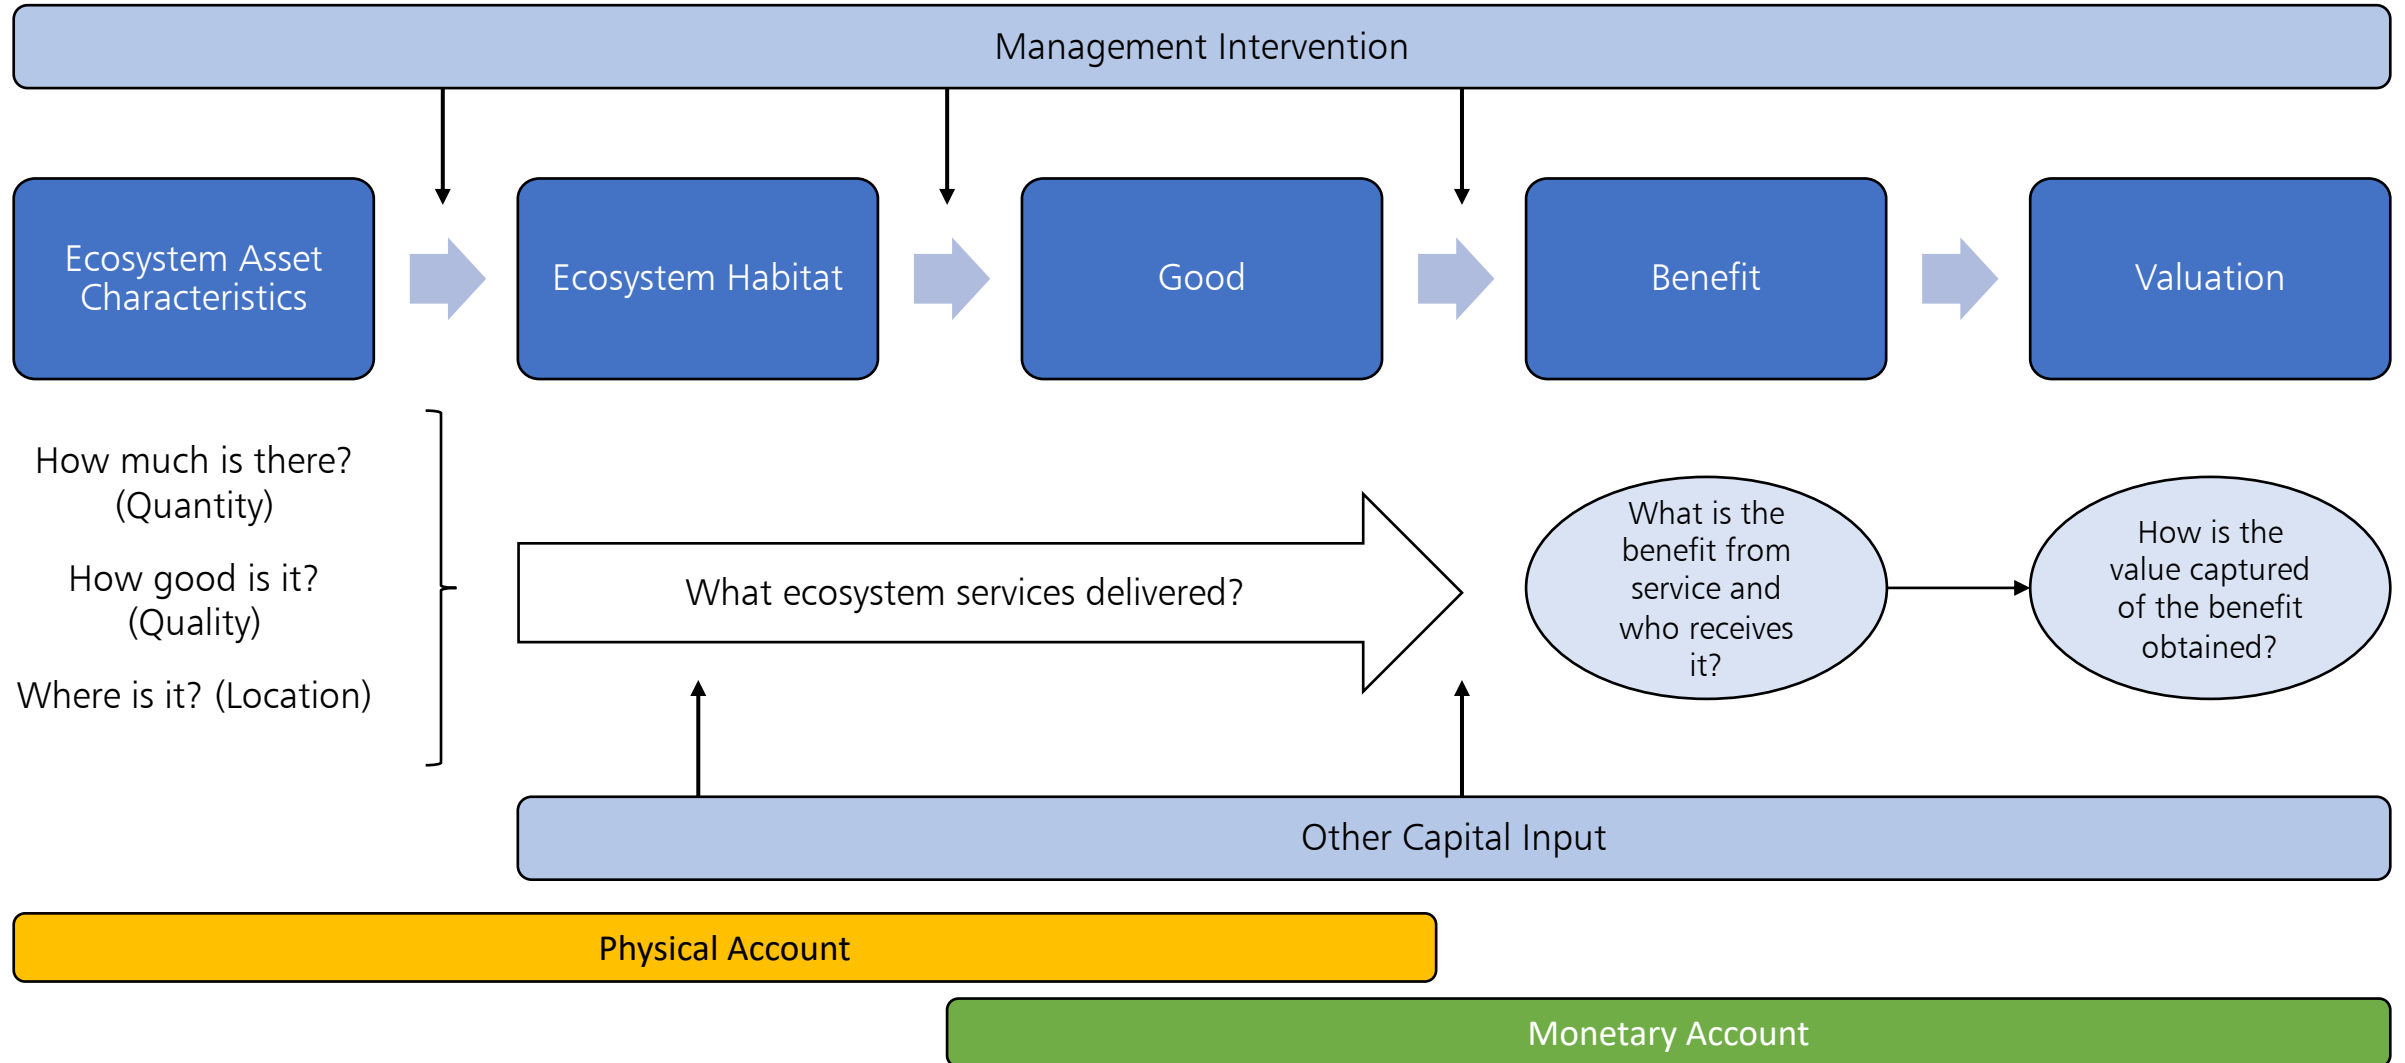 Management Intervention
Ecosystem Asset
Characteristics
Ecosystem Habitat
Good
Benefit
Valuation
How much is there?
(Quantity)
How good is it?
(Quality)
Where is it? (Location)
What ecosystem services delivered?
What is the
benefit from
service and
who receives
it?
How is the
value captured
of the benefit
obtained?
Other Capital Input
Physical Account
Monetary Account